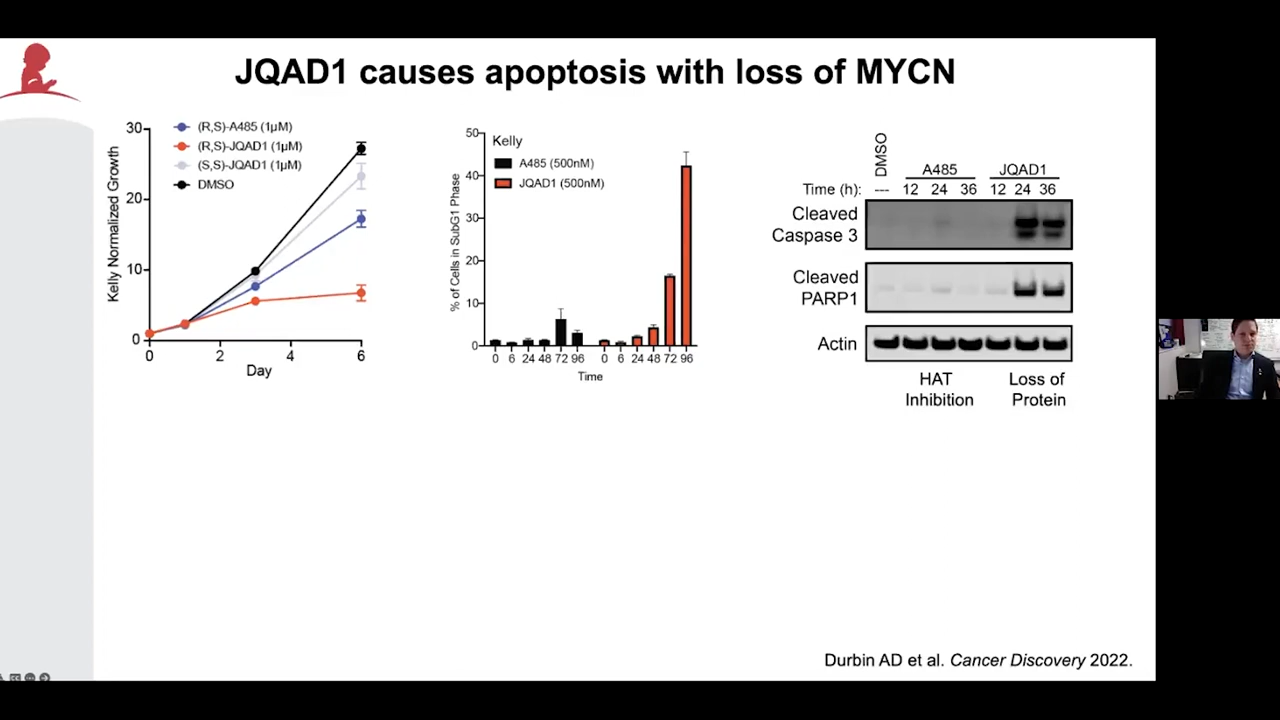 JQAD1 causes apoptosis with loss of MYCN
(R,S)-A485 (1µM)
(R,S)-JQAD1 (1µM)
(S,S)-JQAD1 (1µM)
DMSO
Kelly Normalized Growth
30
20
10
0
0 2 4 6
Day
Kelly
A485 (500nM)
JQAD1 (500nM)
% of Cells in SubG1 Phase
50
40
30
20
10
0
0 6 24 48 72 96 0 6 24 48 72 96
Time
DMSO
A485 JQAD1
Time (h): --- 12 24 36 12 24 36
Cleaved
Caspase 3
Cleaved
PARP1
Actin
HAT
Inhibition
Loss of
Protein
Durbin AD et al. Cancer Discovery 2022.